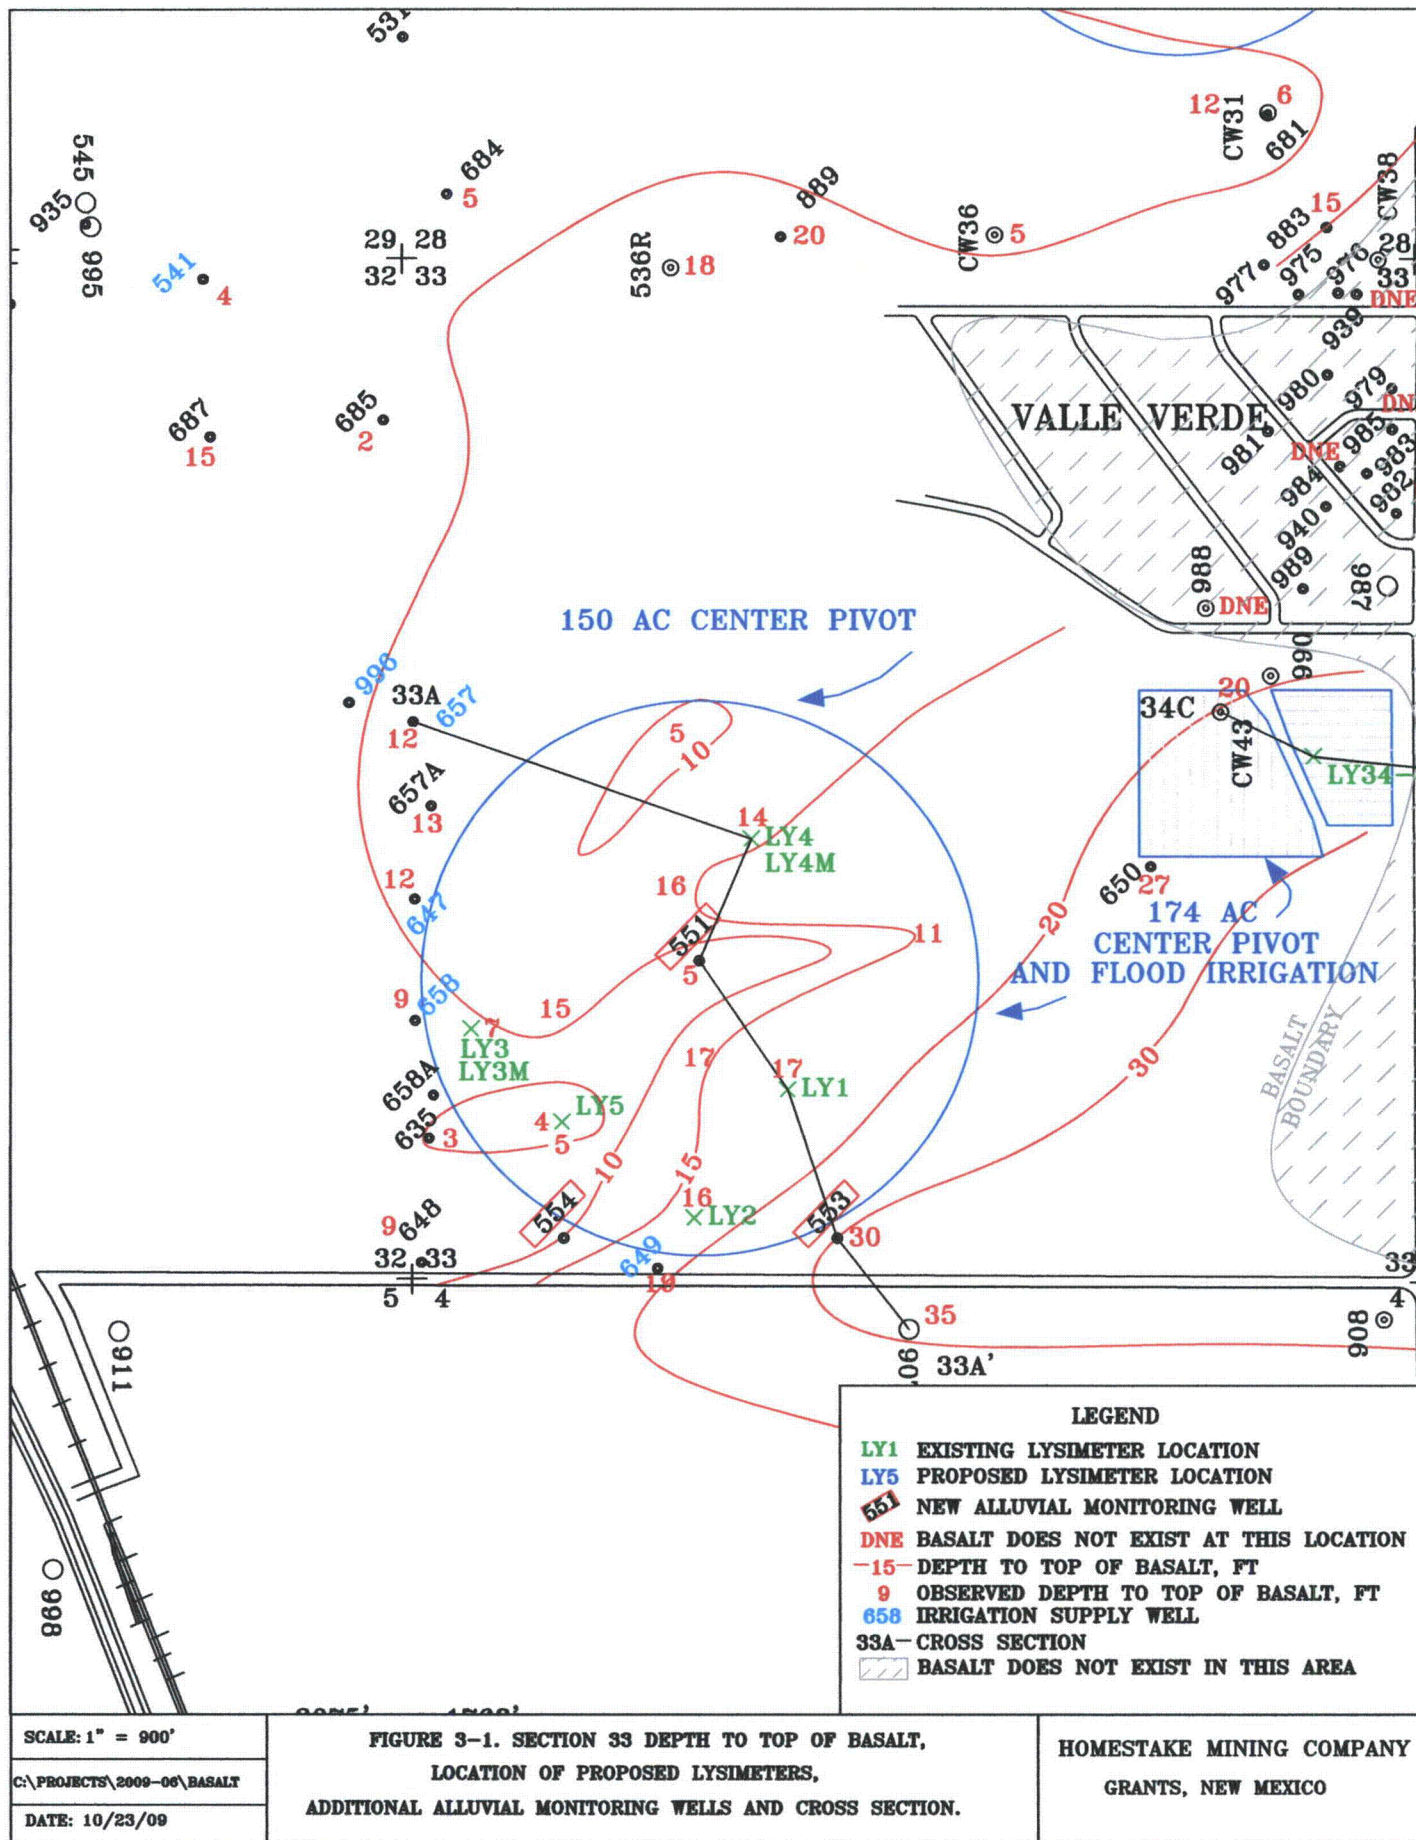 531
545
935
995
541
4
684
5
29 28
32 33
687
15
685
2
536R
18
889
20
CW36
5
12
6
CW31
681
CW38
15
883
28
977
975
976
33
DNE
939
980
979
VALLE VERDE
981
DNE
985
983
984
982
940
989
988
DNE
987
990
150 AC CENTER PIVOT
996
33A
657
12
657A
13
5
10
14
LY4
LY4M
16
12
647
551
5
11
9
658
15
7
LY3
LY3M
17
17
LY1
658A
635
3
4
LY5
5
10
15
16
LY2
554
553
30
9
648
32 33
5 4
649
19
35
33A'
20
34C
CW43
LY34
650
27
20
174 AC
CENTER PIVOT
AND FLOOD IRRIGATION
30
BASALT
BOUNDARY
33
4
908
911
998
LEGEND
LY1 EXISTING LYSIMETER LOCATION
LY5 PROPOSED LYSIMETER LOCATION
551 NEW ALLUVIAL MONITORING WELL
DNE BASALT DOES NOT EXIST AT THIS LOCATION
-15- DEPTH TO TOP OF BASALT, FT
9 OBSERVED DEPTH TO TOP OF BASALT, FT
658 IRRIGATION SUPPLY WELL
33A- CROSS SECTION
BASALT DOES NOT EXIST IN THIS AREA
SCALE: 1" = 900'
C:\PROJECTS\2009-06\BASALT
DATE: 10/23/09
FIGURE 3-1. SECTION 33 DEPTH TO TOP OF BASALT,
LOCATION OF PROPOSED LYSIMETERS,
ADDITIONAL ALLUVIAL MONITORING WELLS AND CROSS SECTION.
HOMESTAKE MINING COMPANY
GRANTS, NEW MEXICO